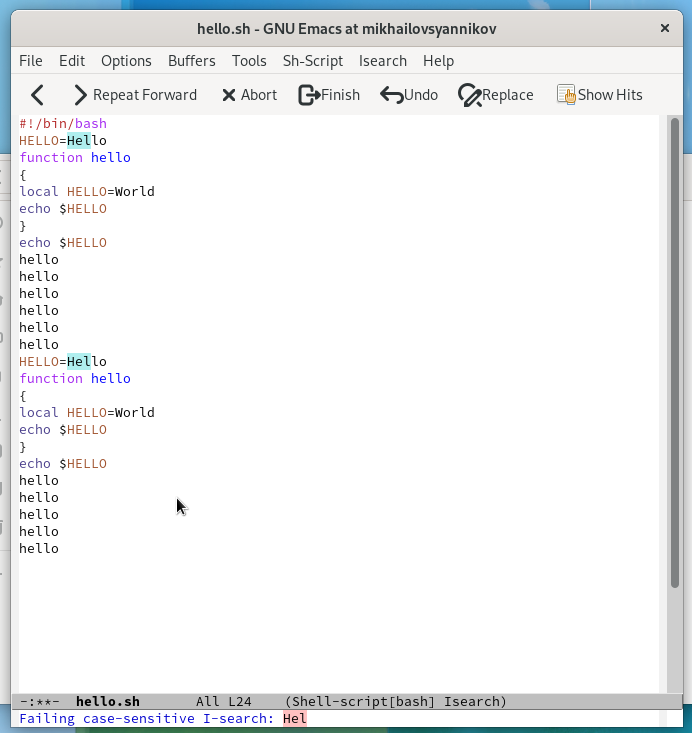 hello.sh - GNU Emacs at mikhailovsyannikov ×
File Edit Options Buffers Tools Sh-Script Isearch Help
Repeat Forward Abort Finish Undo Replace Show Hits
#!/bin/bash
HELLO=Hello
function hello
{
local HELLO=World
echo $HELLO
}
echo $HELLO
hello
hello
hello
hello
hello
hello
HELLO=Hello
function hello
{
local HELLO=World
echo $HELLO
}
echo $HELLO
hello
hello
hello
hello
hello
-:**- hello.sh All L24 (Shell-script[bash] Isearch)
Failing case-sensitive I-search: Hel